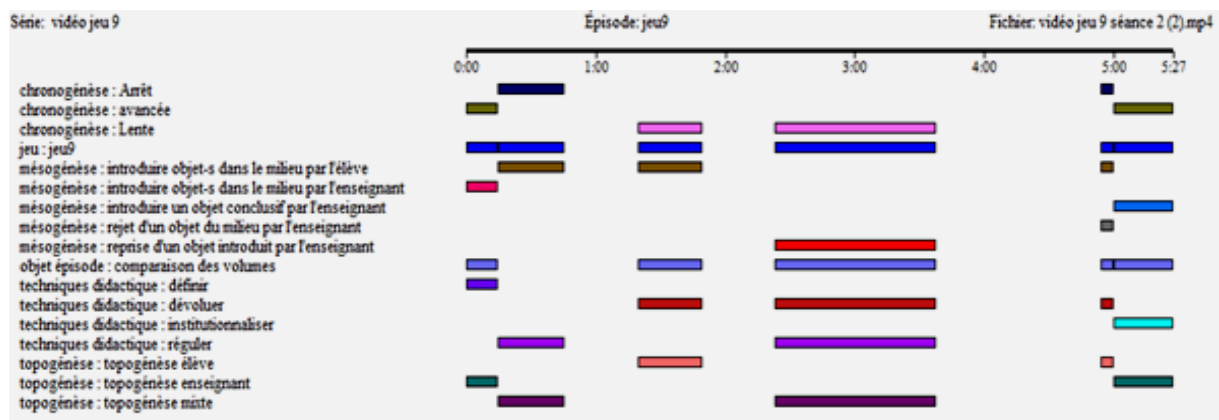 Série: vidéo jeu 9 Épisode: jeu9 Fichier: vidéo jeu 9 séance 2 (2).mp4
0:00 1:00 2:00 3:00 4:00 5:00 5:27
chronogénèse : Arrêt
chronogénèse : avancée
chronogénèse : Lente
jeu : jeu9
mésogénèse : introduire objet-s dans le milieu par l'élève
mésogénèse : introduire objet-s dans le milieu par l'enseignant
mésogénèse : introduire un objet conclusif par l'enseignant
mésogénèse : rejet d'un objet du milieu par l'enseignant
mésogénèse : reprise d'un objet introduit par l'enseignant
objet épisode : comparaison des volumes
techniques didactique : définir
techniques didactique : dévoluer
techniques didactique : institutionnaliser
techniques didactique : réguler
topogénèse : topogénèse élève
topogénèse : topogénèse enseignant
topogénèse : topogénèse mixte